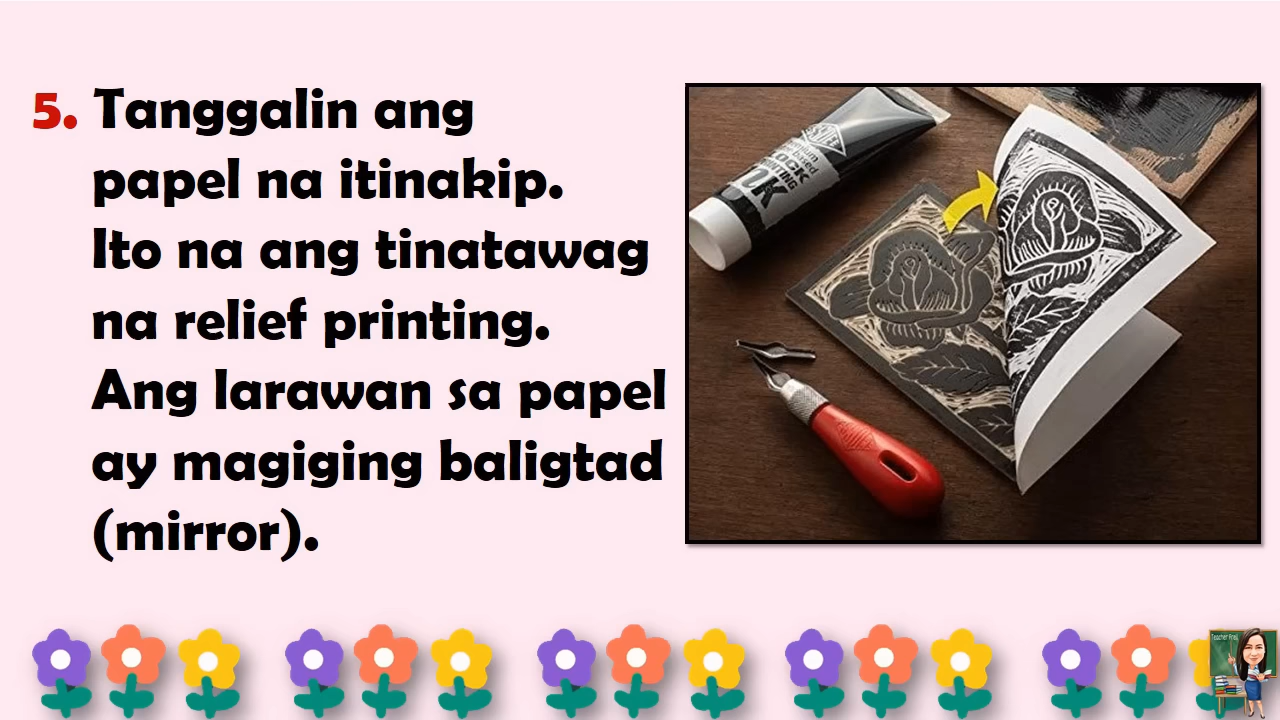 5. Tanggalin ang
papel na itinakip.
Ito na ang tinatawag
na relief printing.
Ang larawan sa papel
ay magiging baligtad
(mirror).
INK